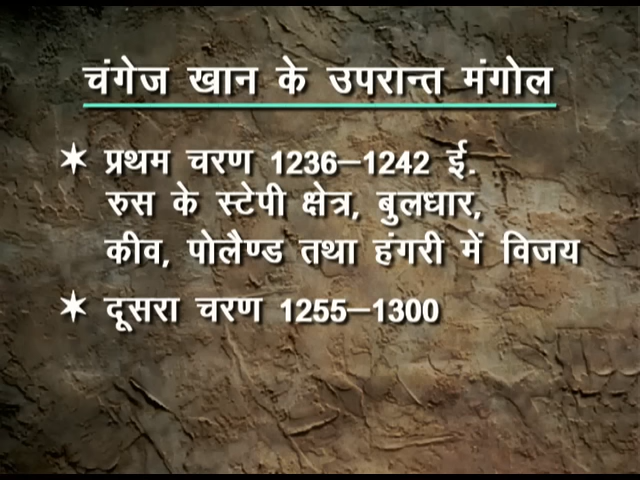 चंगेज खान के उपरान्त मंगोल
✶ प्रथम चरण 1236–1242 ई.
रुस के स्टेपी क्षेत्र, बुलधार,
कीव, पोलैण्ड तथा हंगरी में विजय
✶ दूसरा चरण 1255–1300